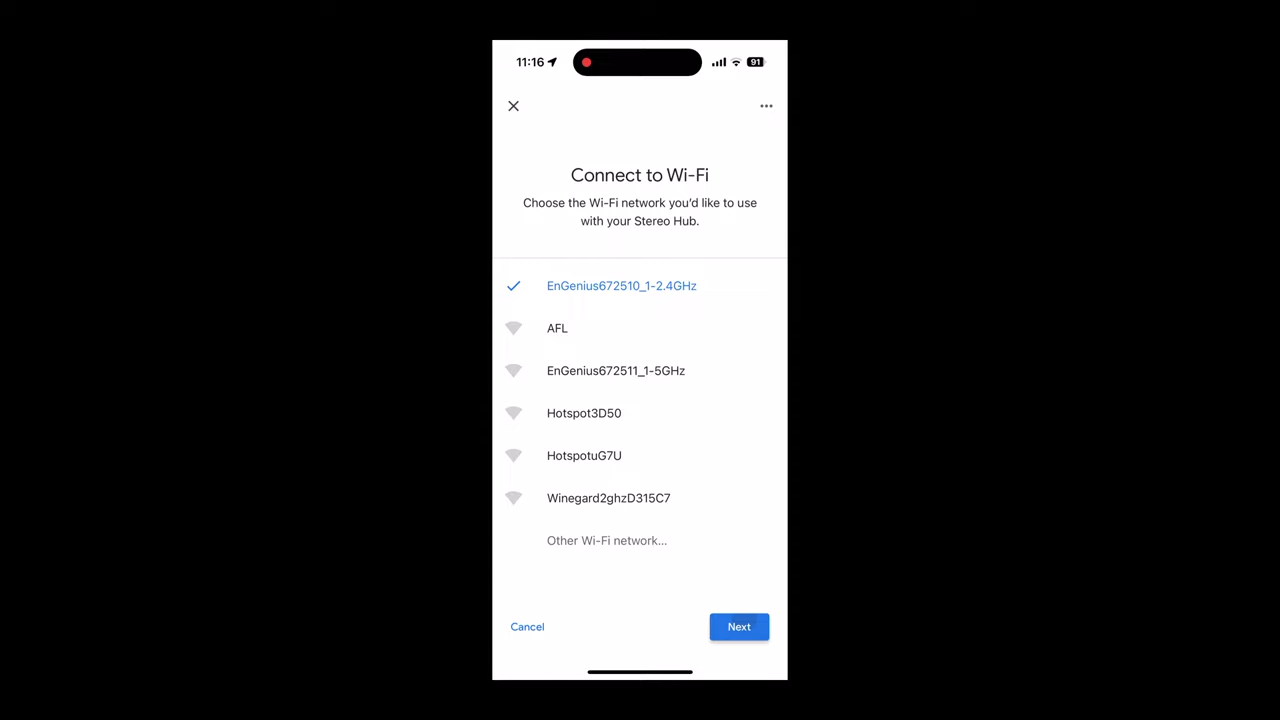 11:16
91
Connect to Wi-Fi
Choose the Wi-Fi network you'd like to use
with your Stereo Hub.
EnGenius672510_1-2.4GHz
AFL
EnGenius672511_1-5GHz
Hotspot3D50
HotspotuG7U
Winegard2ghzD315C7
Other Wi-Fi network...
Cancel
Next